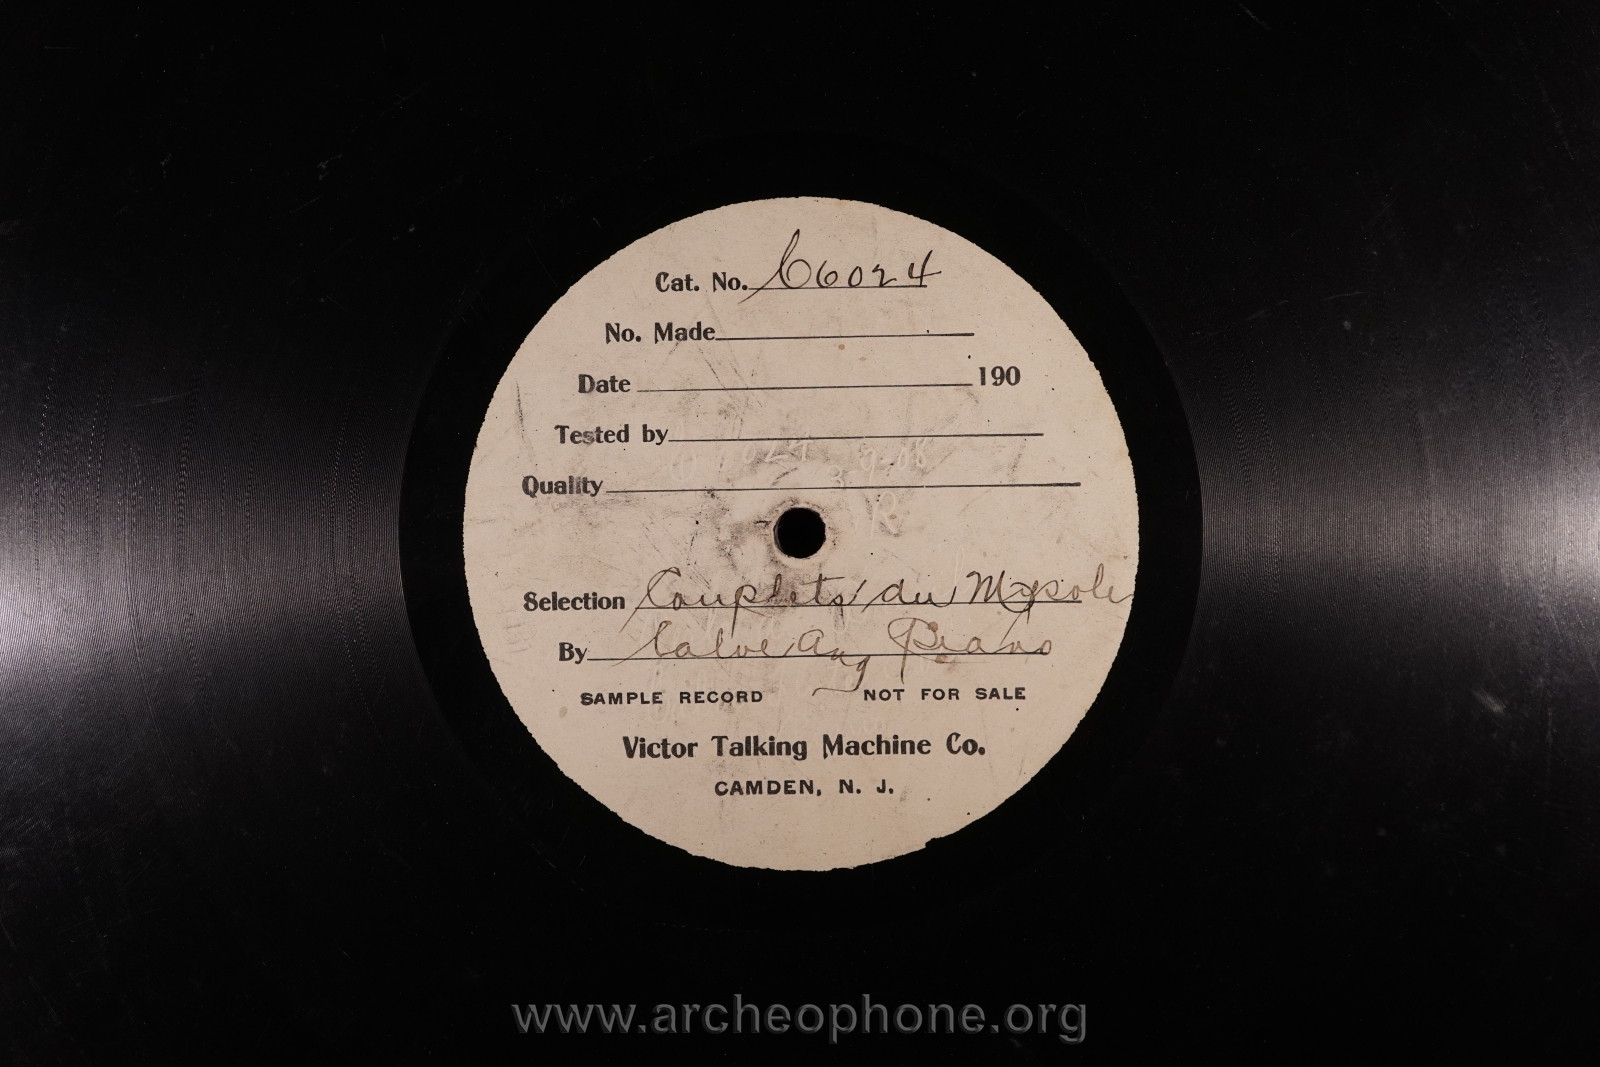 Cat. No. C6024
No. Made
Date 190
Tested by
Quality
Selection Couplets du Mysoli
By Calve Ang Piano
SAMPLE RECORD NOT FOR SALE
Victor Talking Machine Co.
CAMDEN, N. J.
www.archeophone.org